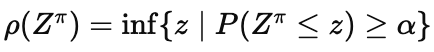 ρ(Z^π) = inf{z | P(Z^π ≤ z) ≥ α}